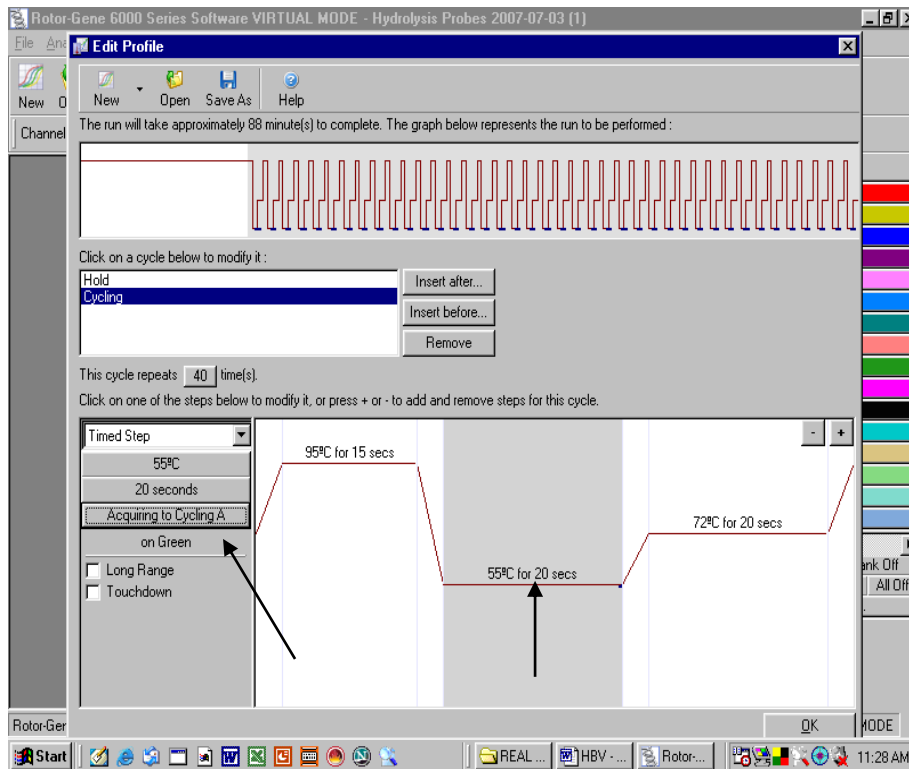 Rotor-Gene 6000 Series Software VIRTUAL MODE - Hydrolysis Probes 2007-07-03 (1)
File
Edit Profile
New
New
Open
Save As
Help
Channel
The run will take approximately 88 minute(s) to complete. The graph below represents the run to be performed :
Click on a cycle below to modify it :
Hold
Cycling
Insert after...
Insert before...
Remove
This cycle repeats 40 time(s).
Click on one of the steps below to modify it, or press + or - to add and remove steps for this cycle.
Timed Step
- +
55ºC
20 seconds
Acquiring to Cycling A
on Green
Long Range
Touchdown
95ºC for 15 secs
55ºC for 20 secs
72ºC for 20 secs
ank Off
All Off
Rotor-Ger
OK
MODE
Start
REAL ...
HBV - ...
Rotor-...
11:28 AM